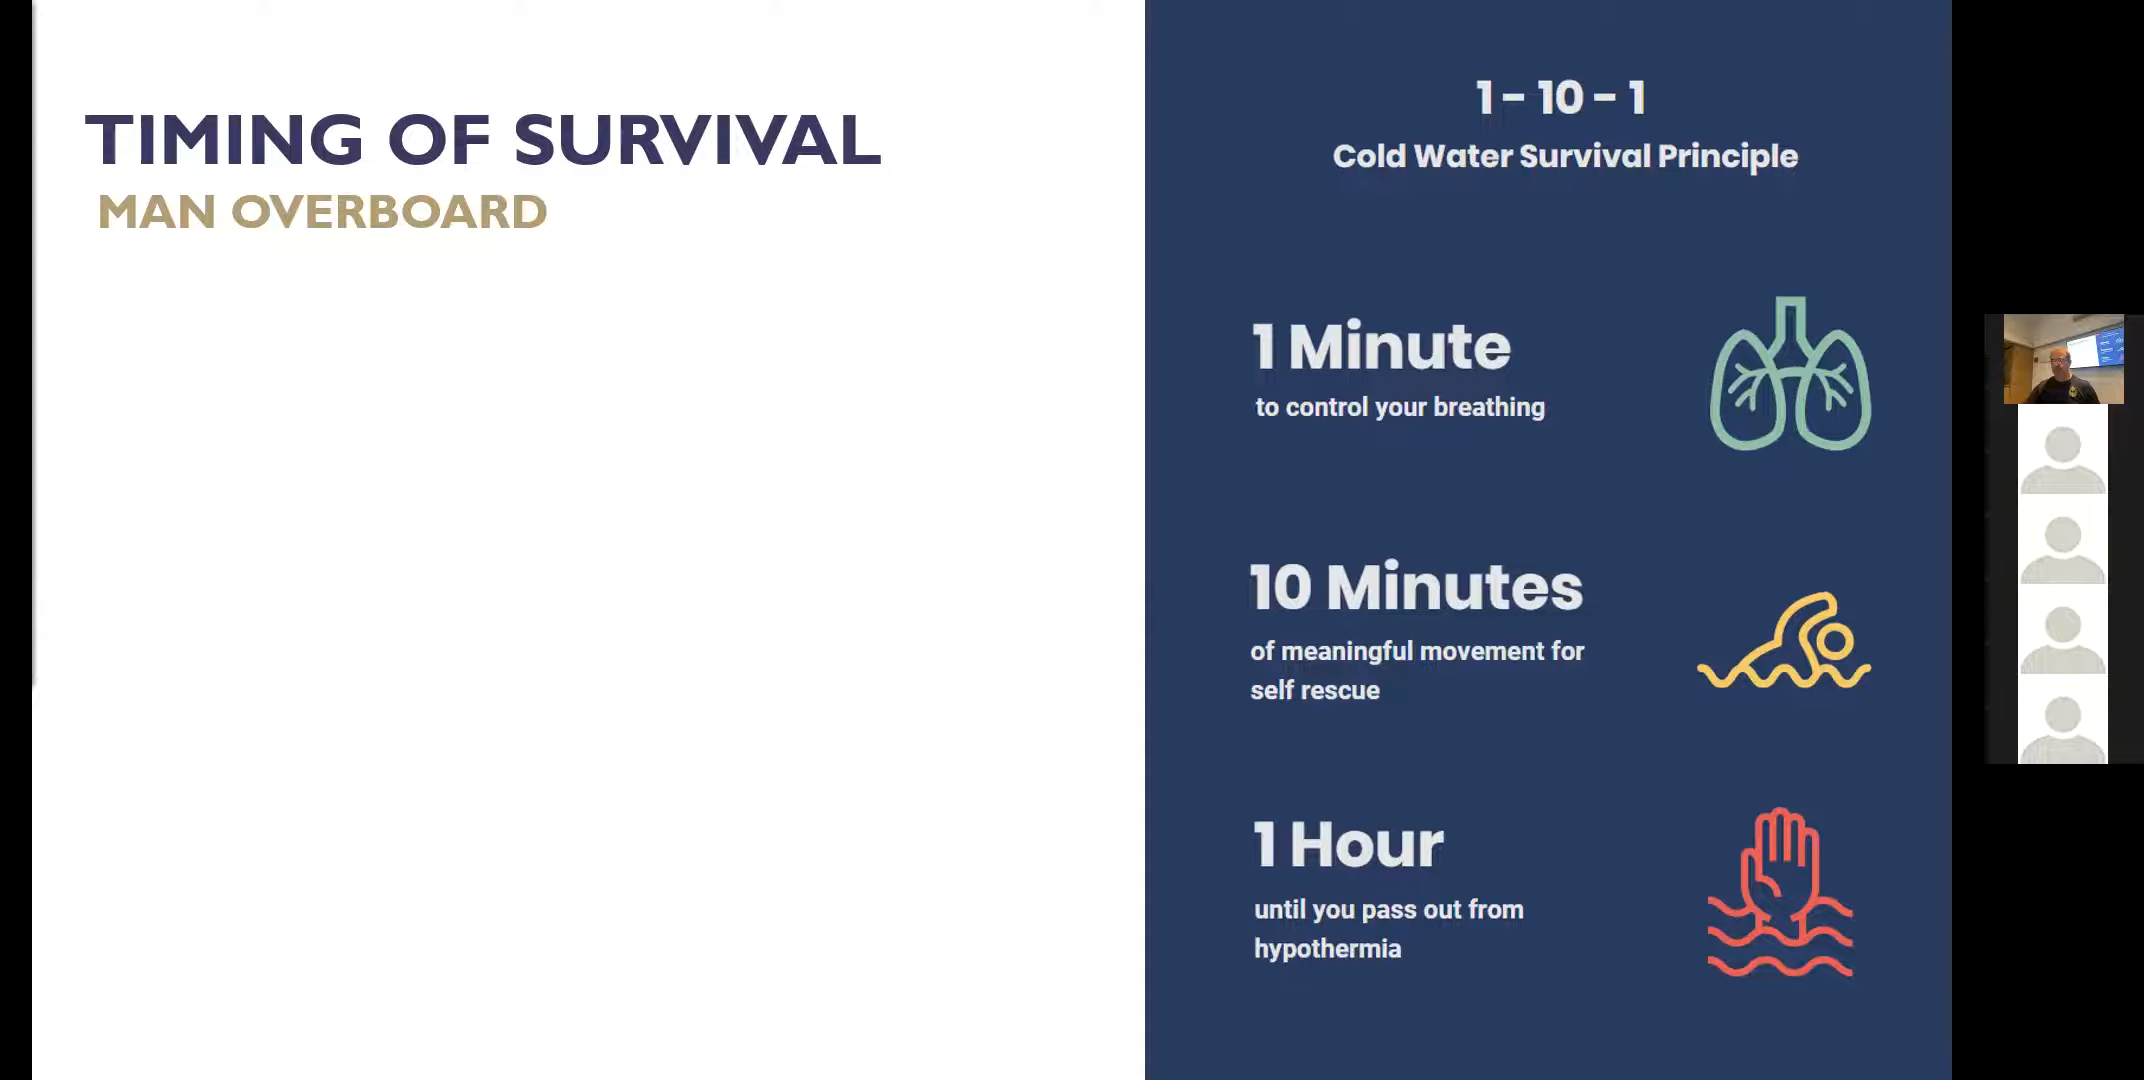 TIMING OF SURVIVAL
MAN OVERBOARD
1 – 10 – 1
Cold Water Survival Principle
1 Minute
to control your breathing
10 Minutes
of meaningful movement for
self rescue
1 Hour
until you pass out from
hypothermia